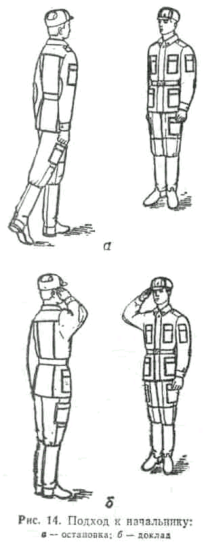 а
б
Рис. 14. Подход к начальнику:
а — остановка; б — доклад